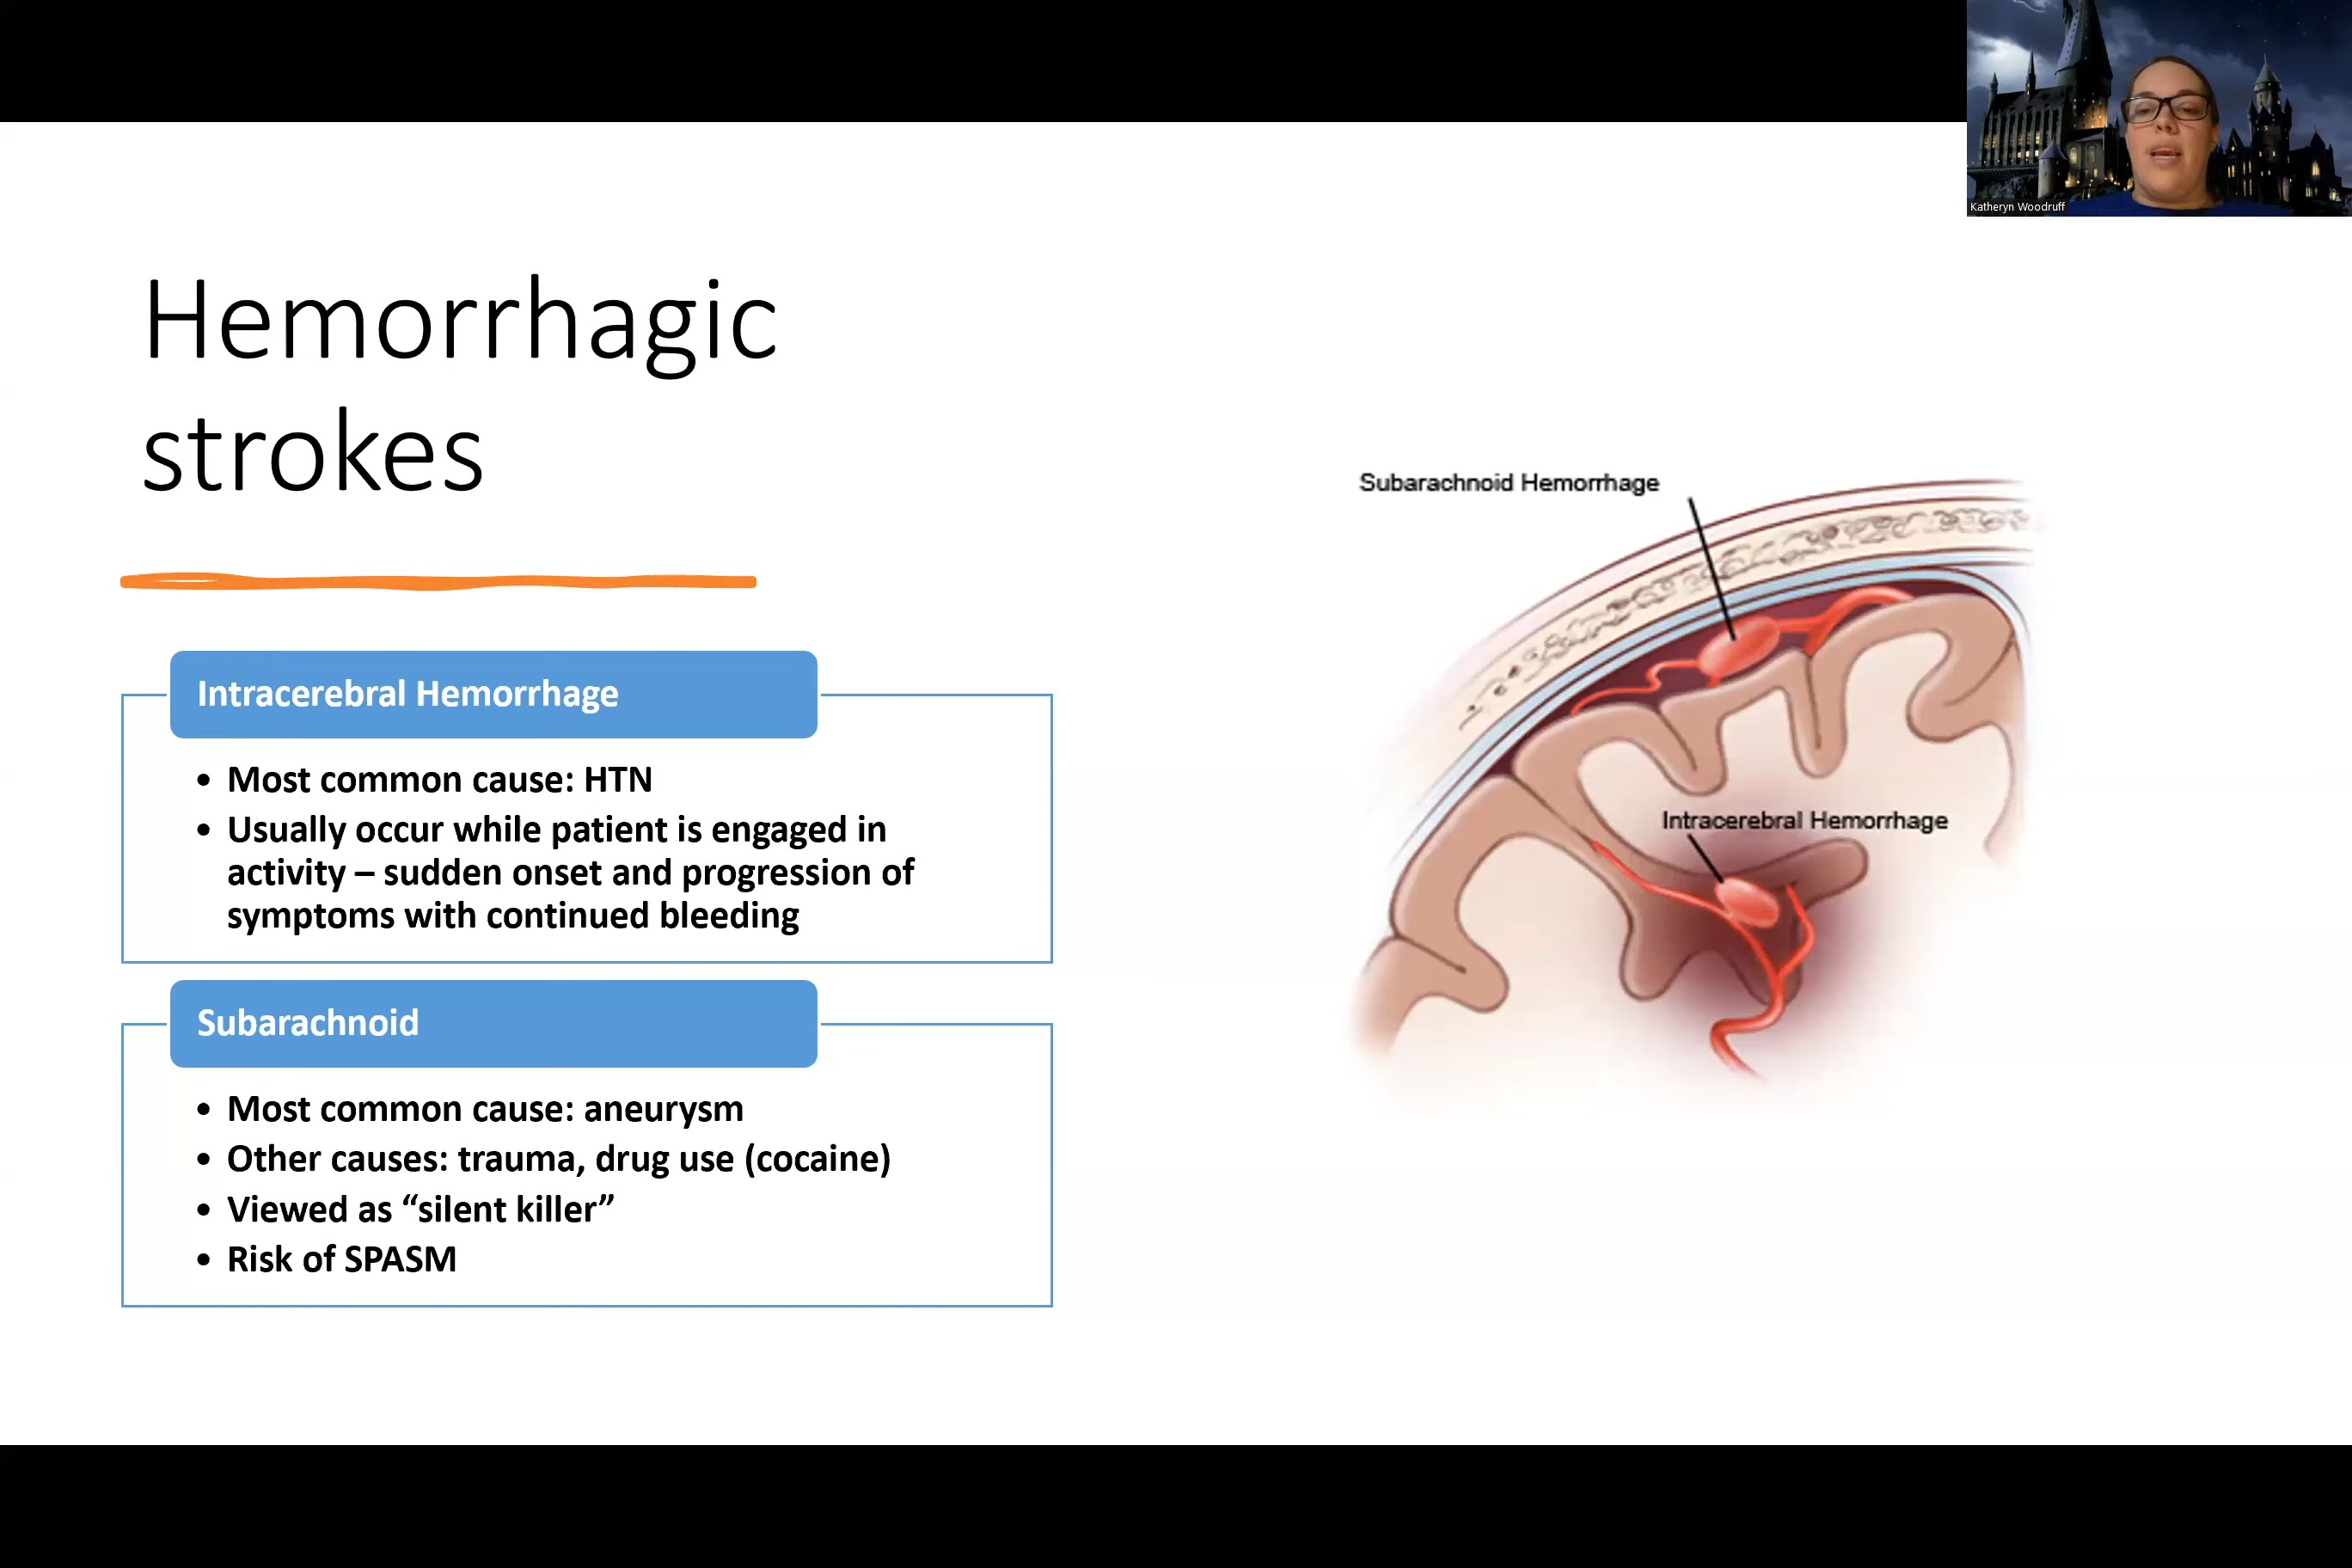 Katheryn Woodruff
Hemorrhagic
strokes
Intracerebral Hemorrhage
• Most common cause: HTN
• Usually occur while patient is engaged in
activity – sudden onset and progression of
symptoms with continued bleeding
Subarachnoid
• Most common cause: aneurysm
• Other causes: trauma, drug use (cocaine)
• Viewed as “silent killer”
• Risk of SPASM
Subarachnoid Hemorrhage
Intracerebral Hemorrhage